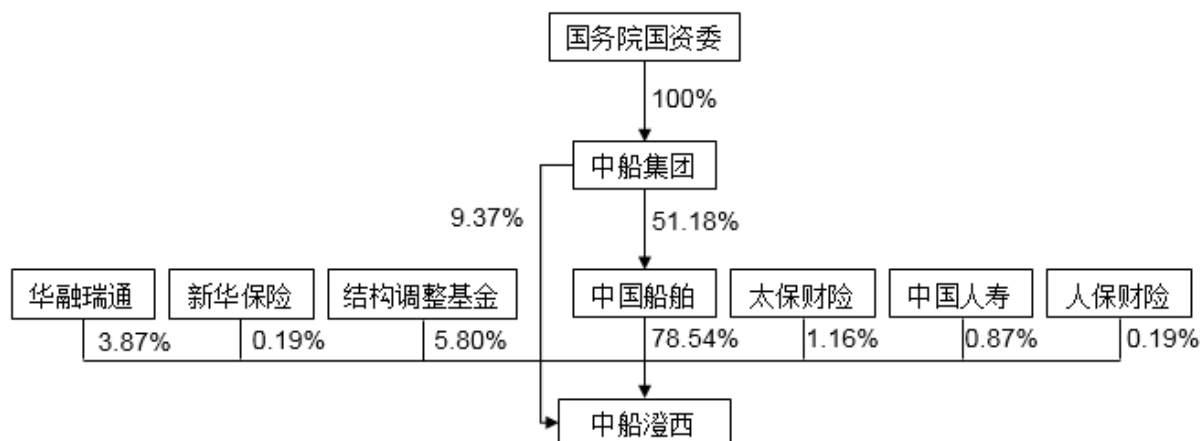 国务院国资委
100%
中船集团
9.37%
51.18%
华融瑞通
新华保险
结构调整基金
中国船舶
太保财险
中国人寿
人保财险
3.87%
0.19%
5.80%
78.54%
1.16%
0.87%
0.19%
中船澄西